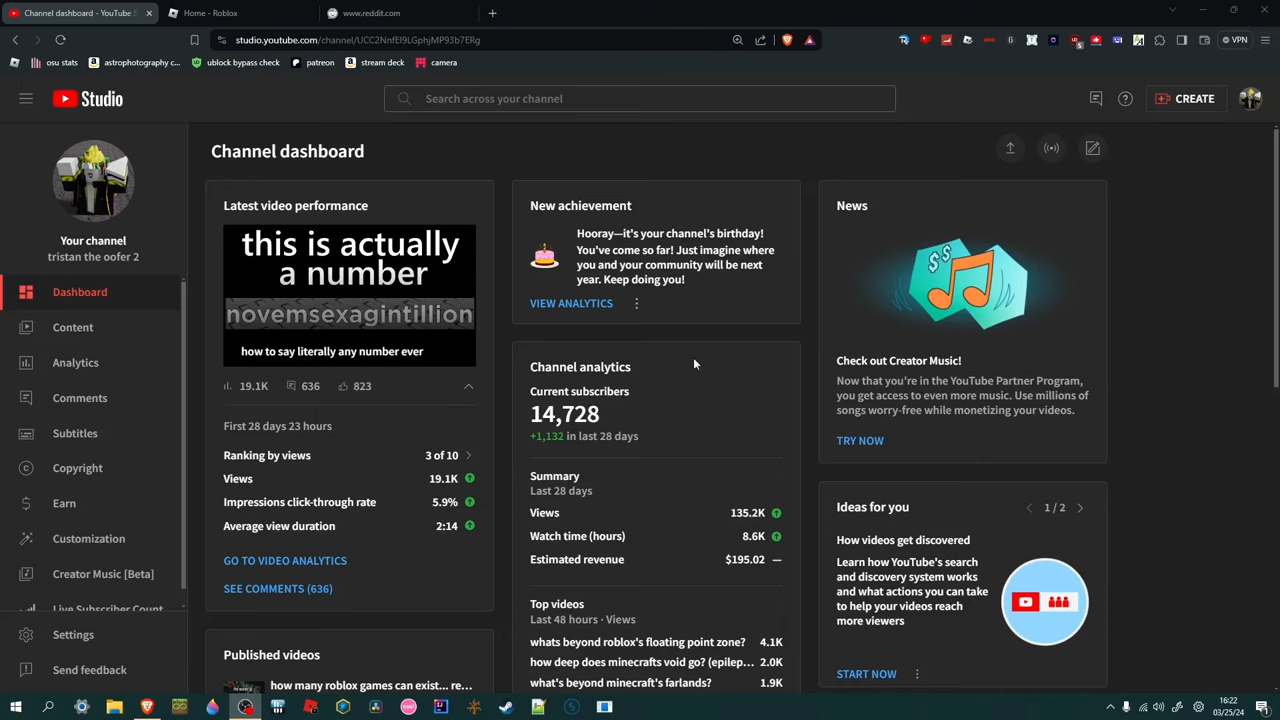 Channel dashboard - YouTube S
Home - Roblox
www.reddit.com
studio.youtube.com/channel/UCC2NnfEl9LGphjMP93b7ERg
VPN
osu stats
astrophotography c...
ublock bypass check
patreon
stream deck
camera
Studio
Search across your channel
CREATE
Channel dashboard
Your channel
tristan the oofer 2
Dashboard
Content
Analytics
Comments
Subtitles
Copyright
Earn
Customization
Creator Music [Beta]
Live Subscriber Count
Settings
Send feedback
Latest video performance
this is actually
a number
novemsexagintillion
how to say literally any number ever
19.1K 636 823
First 28 days 23 hours
Ranking by views 3 of 10
Views 19.1K
Impressions click-through rate 5.9%
Average view duration 2:14
GO TO VIDEO ANALYTICS
SEE COMMENTS (636)
Published videos
how many roblox games can exist... re...
New achievement
Hooray—it's your channel's birthday!
You've come so far! Just imagine where
you and your community will be next
year. Keep doing you!
VIEW ANALYTICS
Channel analytics
Current subscribers
14,728
+1,132 in last 28 days
Summary
Last 28 days
Views 135.2K
Watch time (hours) 8.6K
Estimated revenue $195.02 —
Top videos
Last 48 hours · Views
whats beyond roblox's floating point zone? 4.1K
how deep does minecrafts void go? (epilep... 2.0K
what's beyond minecraft's farlands? 1.9K
News
$$
Check out Creator Music!
Now that you're in the YouTube Partner Program,
you get access to even more music. Use millions of
songs worry-free while monetizing your videos.
TRY NOW
Ideas for you
1 / 2
How videos get discovered
Learn how YouTube's search
and discovery system works
and what actions you can take
to help your videos reach
more viewers
START NOW
16:22
03/25/24